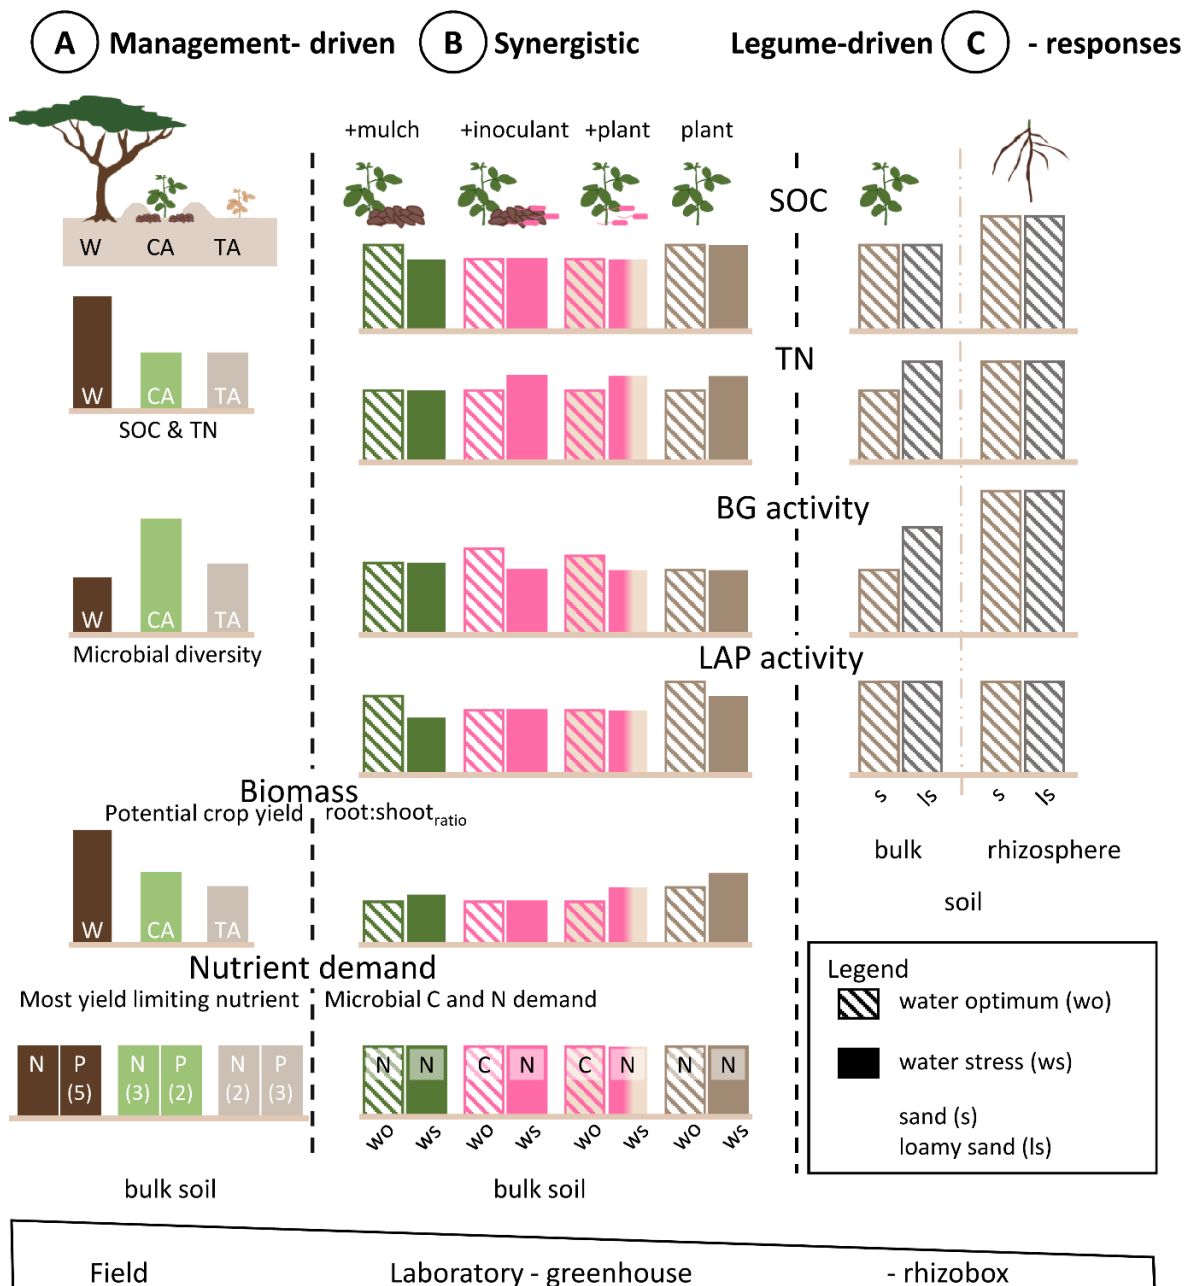 A Management- driven B Synergistic Legume-driven C - responses
+mulch +inoculant +plant plant
SOC
W CA TA
TN
W CA TA
SOC & TN
BG activity
W CA TA
Microbial diversity
LAP activity
s ls s ls
Biomass
Potential crop yield root:shootratio
bulk rhizosphere
soil
W CA TA
Nutrient demand
Most yield limiting nutrient Microbial C and N demand
N P N P N P
(5) (3) (2) (2) (3)
N N C N C N N N
wo ws wo ws wo ws wo ws
Legend
water optimum (wo)
water stress (ws)
sand (s)
loamy sand (ls)
bulk soil bulk soil
Field Laboratory - greenhouse - rhizobox